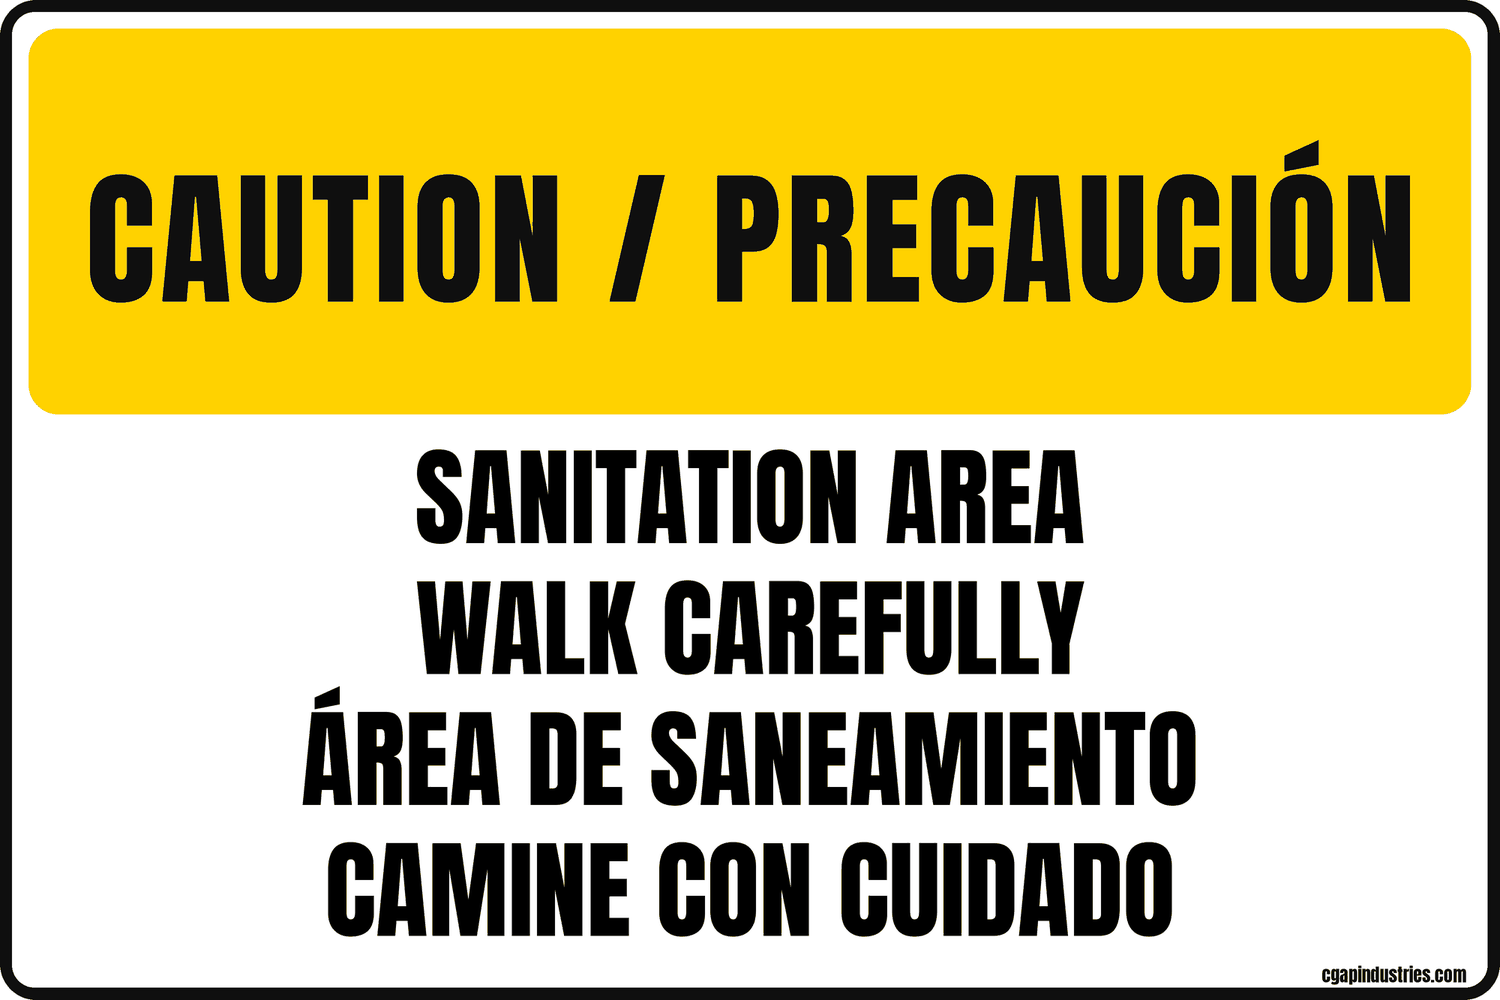 CAUTION / PRECAUCIÓN
SANITATION AREA
WALK CAREFULLY
ÁREA DE SANEAMIENTO
CAMINE CON CUIDADO
cgapindustries.com